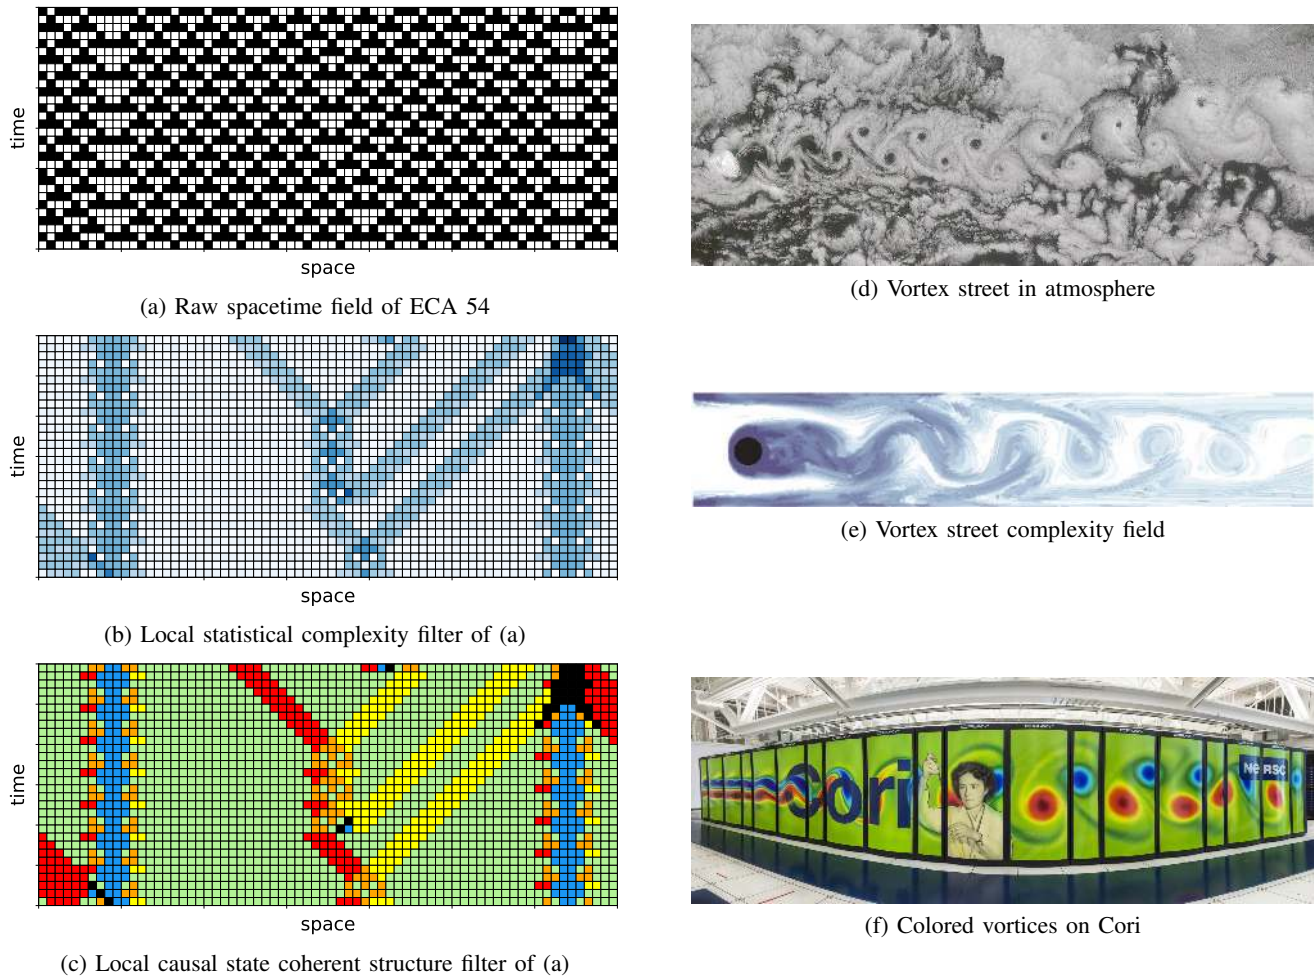 time
space
(a) Raw spacetime field of ECA 54
time
space
(b) Local statistical complexity filter of (a)
time
space
(c) Local causal state coherent structure filter of (a)
(d) Vortex street in atmosphere
(e) Vortex street complexity field
Cori
NeRSC
(f) Colored vortices on Cori